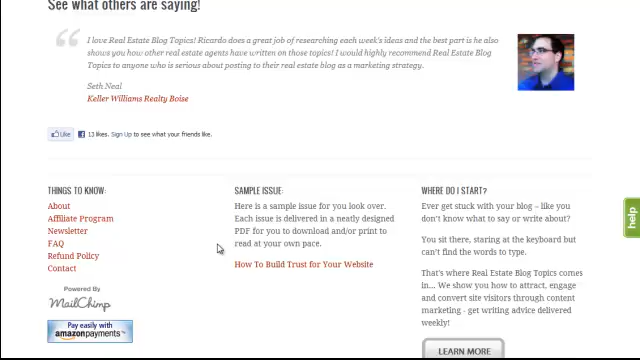 See what others are saying!
I love Real Estate Blog Topics! Ricardo does a great job of researching each week's ideas and the best part is he also
shows you how other real estate agents have written on those topics! I would highly recommend Real Estate Blog
Topics to anyone who is serious about posting to their real estate blog as a marketing strategy.
Seth Neal
Keller Williams Realty Boise
Like
13 likes. Sign Up to see what your friends like.
THINGS TO KNOW:
About
Affiliate Program
Newsletter
FAQ
Refund Policy
Contact
Powered By
MailChimp
Pay easily with
amazonpayments
SAMPLE ISSUE:
Here is a sample issue for you look over.
Each issue is delivered in a neatly designed
PDF for you to download and/or print to
read at your own pace.
How To Build Trust for Your Website
WHERE DO I START?
Ever get stuck with your blog – like you
don't know what to say or write about?
You sit there, staring at the keyboard but
can't find the words to type.
That's where Real Estate Blog Topics comes
in... We show you how to attract, engage
and convert site visitors through content
marketing - get writing advice delivered
weekly!
LEARN MORE
help